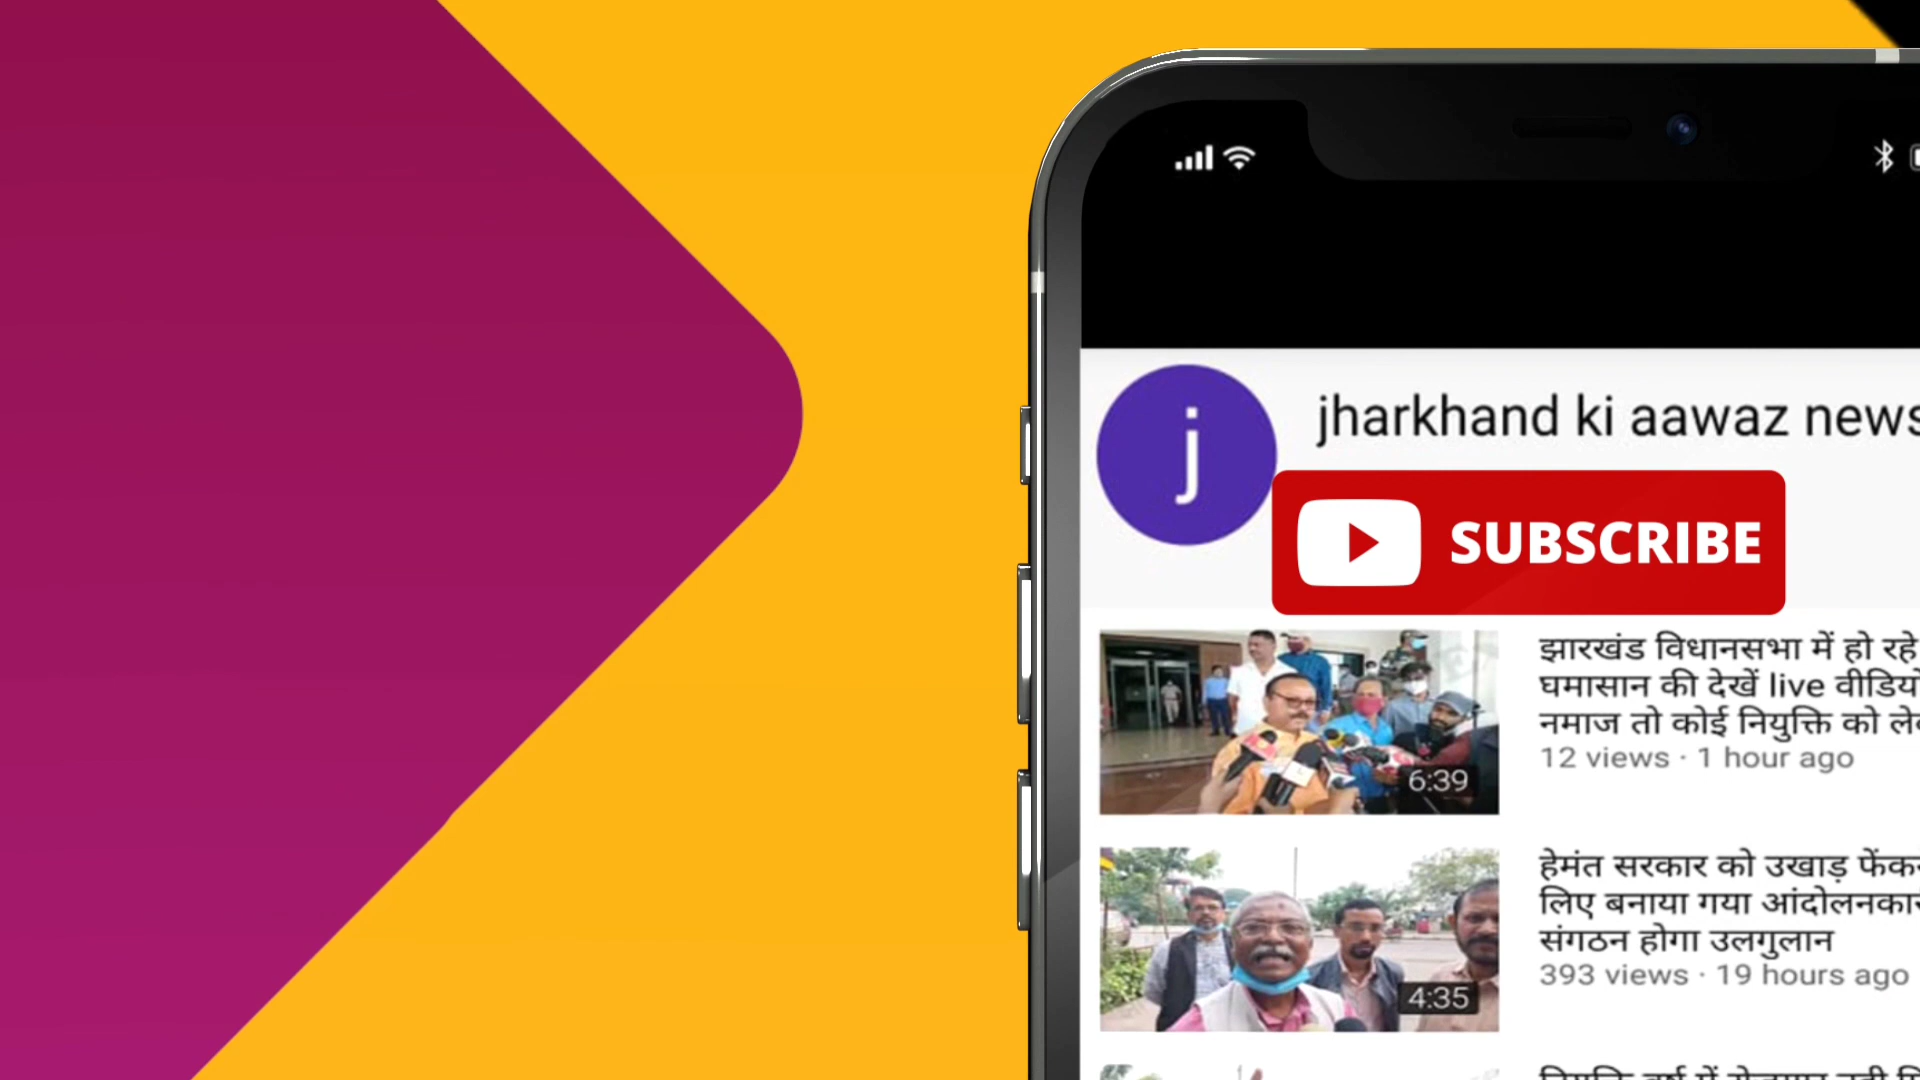 jharkhand ki aawaz news
j
SUBSCRIBE
झारखंड विधानसभा में हो रहे
घमासान की देखें live वीडियो
नमाज तो कोई नियुक्ति को
12 views · 1 hour ago
6:39
हेमंत सरकार को उखाड़
लिए बनाया गया
संगठन होगा उलगुलान
393 views · 19 hours ago
4:35